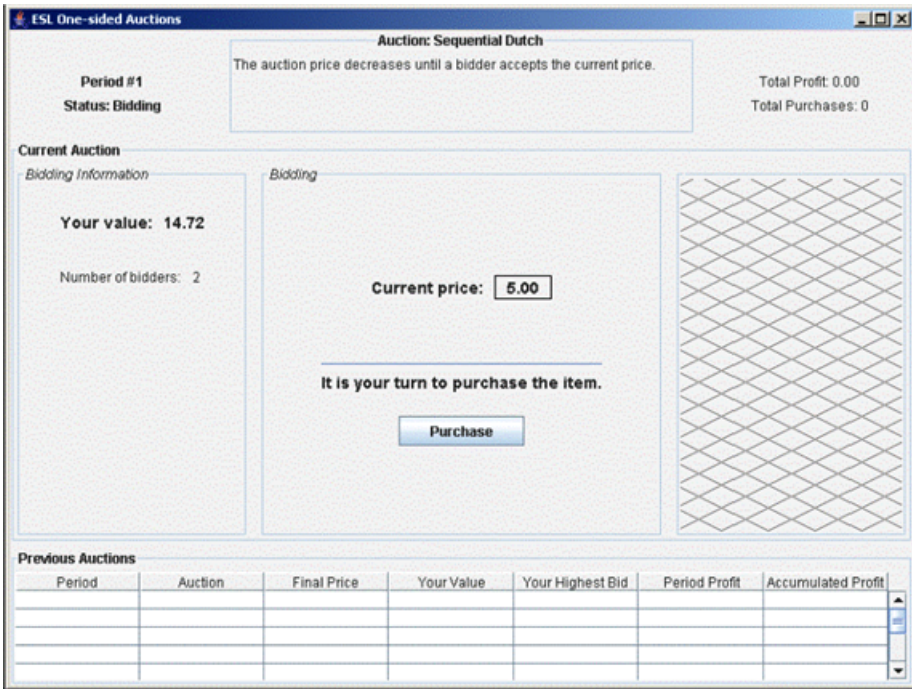 ESL One-sided Auctions
Auction: Sequential Dutch
The auction price decreases until a bidder accepts the current price.
Period #1
Status: Bidding
Total Profit: 0.00
Total Purchases: 0
Current Auction
Bidding Information
Your value: 14.72
Number of bidders: 2
Bidding
Current price: 5.00
It is your turn to purchase the item.
Purchase
Previous Auctions
Period Auction Final Price Your Value Your Highest Bid Period Profit Accumulated Profit